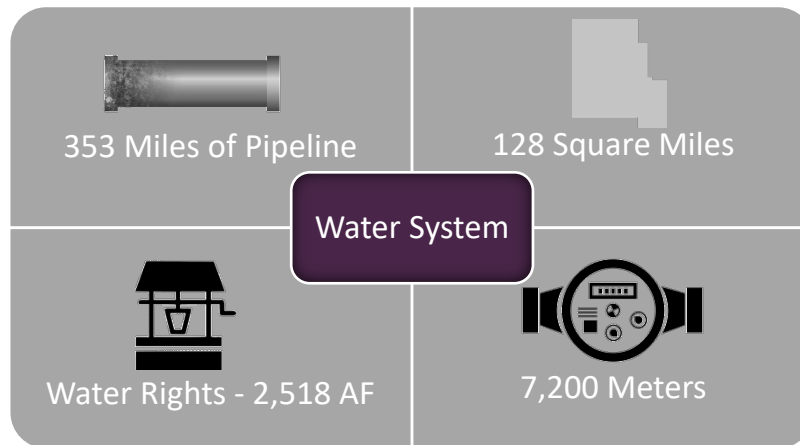 353 Miles of Pipeline
128 Square Miles
Water System
Water Rights - 2,518 AF
7,200 Meters